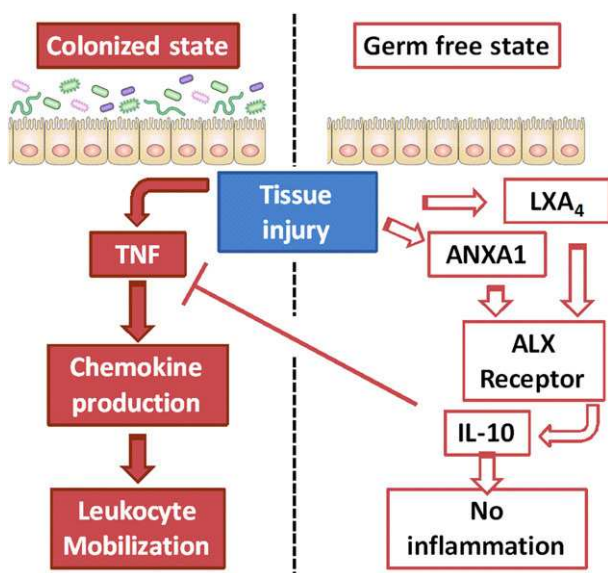 Colonized state
Germ free state
Tissue
injury
LXA₄
TNF
ANXA1
Chemokine
production
ALX
Receptor
IL-10
Leukocyte
Mobilization
No
inflammation